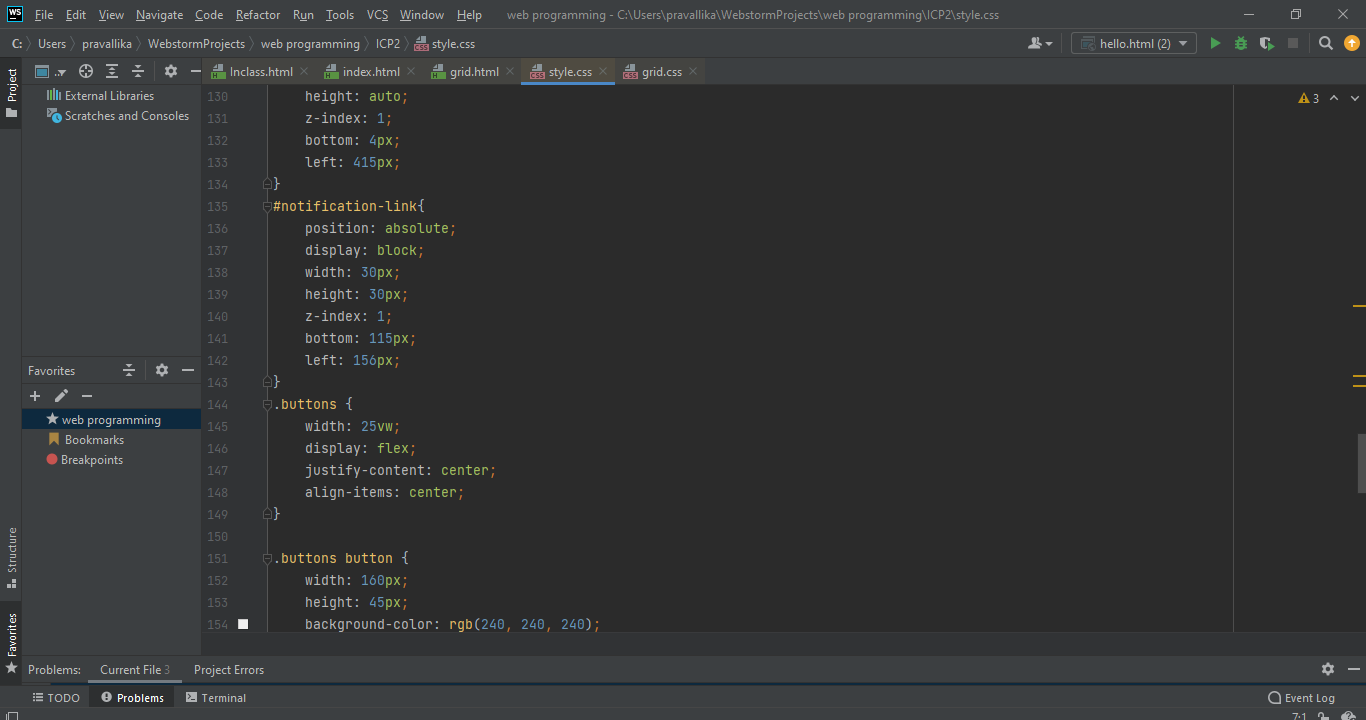 WS File Edit View Navigate Code Refactor Run Tools VCS Window Help web programming - C:\Users\pravallika\WebstormProjects\web programming\ICP2\style.css
C: Users pravallika WebstormProjects web programming ICP2 style.css hello.html (2)
Project
.. Inclass.html index.html grid.html style.css grid.css
External Libraries
Scratches and Consoles
3
130 height: auto;
131 z-index: 1;
132 bottom: 4px;
133 left: 415px;
134 }
135 #notification-link{
136 position: absolute;
137 display: block;
138 width: 30px;
139 height: 30px;
140 z-index: 1;
141 bottom: 115px;
142 left: 156px;
143 }
144 .buttons {
145 width: 25vw;
146 display: flex;
147 justify-content: center;
148 align-items: center;
149 }
150
151 .buttons button {
152 width: 160px;
153 height: 45px;
154 background-color: rgb(240, 240, 240);
Favorites
web programming
Bookmarks
Breakpoints
Structure
Favorites
Problems: Current File 3 Project Errors
TODO Problems Terminal Event Log
7:1